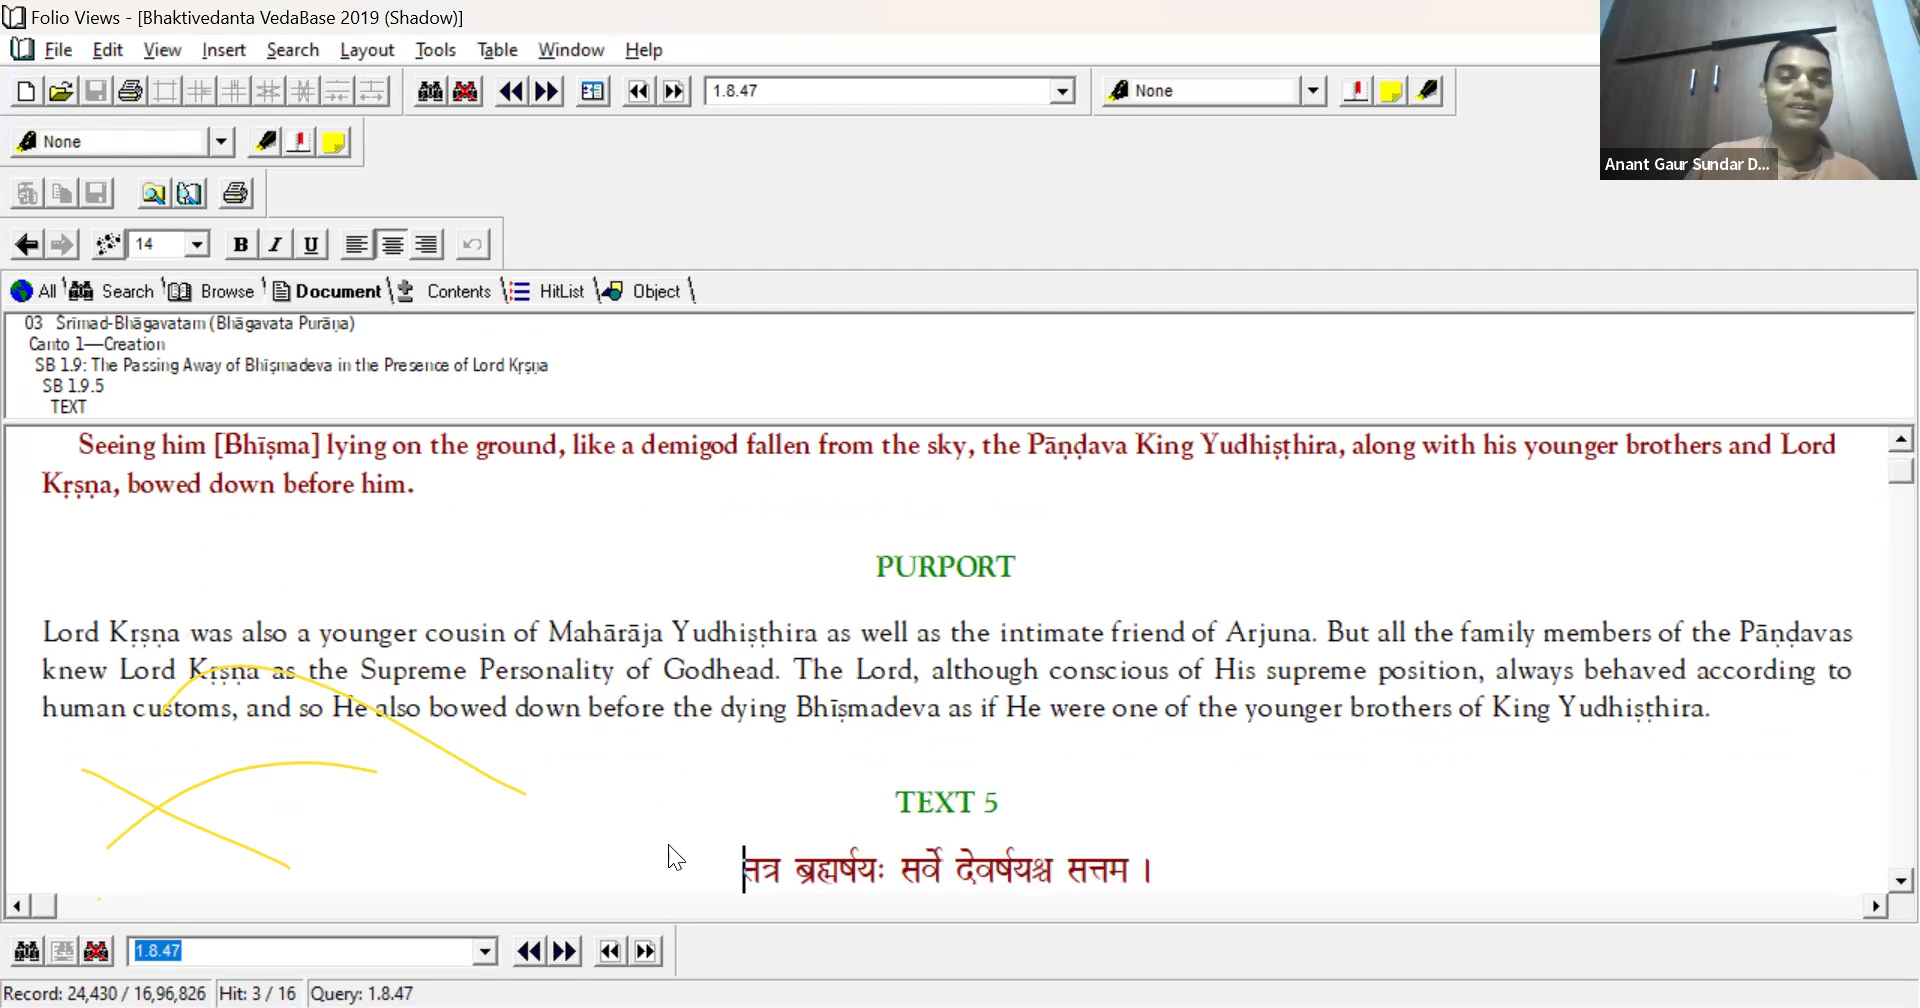 Folio Views - [Bhaktivedanta VedaBase 2019 (Shadow)]
File Edit View Insert Search Layout Tools Table Window Help
1.8.47 None
None
14 B I U
All Search Browse Document Contents HitList Object
03 Śrīmad-Bhāgavatam (Bhāgavata Purāṇa)
Canto 1—Creation
SB 1.9: The Passing Away of Bhīṣmadeva in the Presence of Lord Kṛṣṇa
SB 1.9.5
TEXT
Seeing him [Bhīṣma] lying on the ground, like a demigod fallen from the sky, the Pāṇḍava King Yudhiṣṭhira, along with his younger brothers and Lord
Kṛṣṇa, bowed down before him.
PURPORT
Lord Kṛṣṇa was also a younger cousin of Mahārāja Yudhiṣṭhira as well as the intimate friend of Arjuna. But all the family members of the Pāṇḍavas
knew Lord Kṛṣṇa as the Supreme Personality of Godhead. The Lord, although conscious of His supreme position, always behaved according to
human customs, and so He also bowed down before the dying Bhīṣmadeva as if He were one of the younger brothers of King Yudhiṣṭhira.
TEXT 5
तत्र ब्रह्मर्षयः सर्वे देवर्षयश्च सत्तम ।
1.8.47
Record: 24,430 / 16,96,826 Hit: 3 / 16 Query: 1.8.47
Anant Gaur Sundar D...